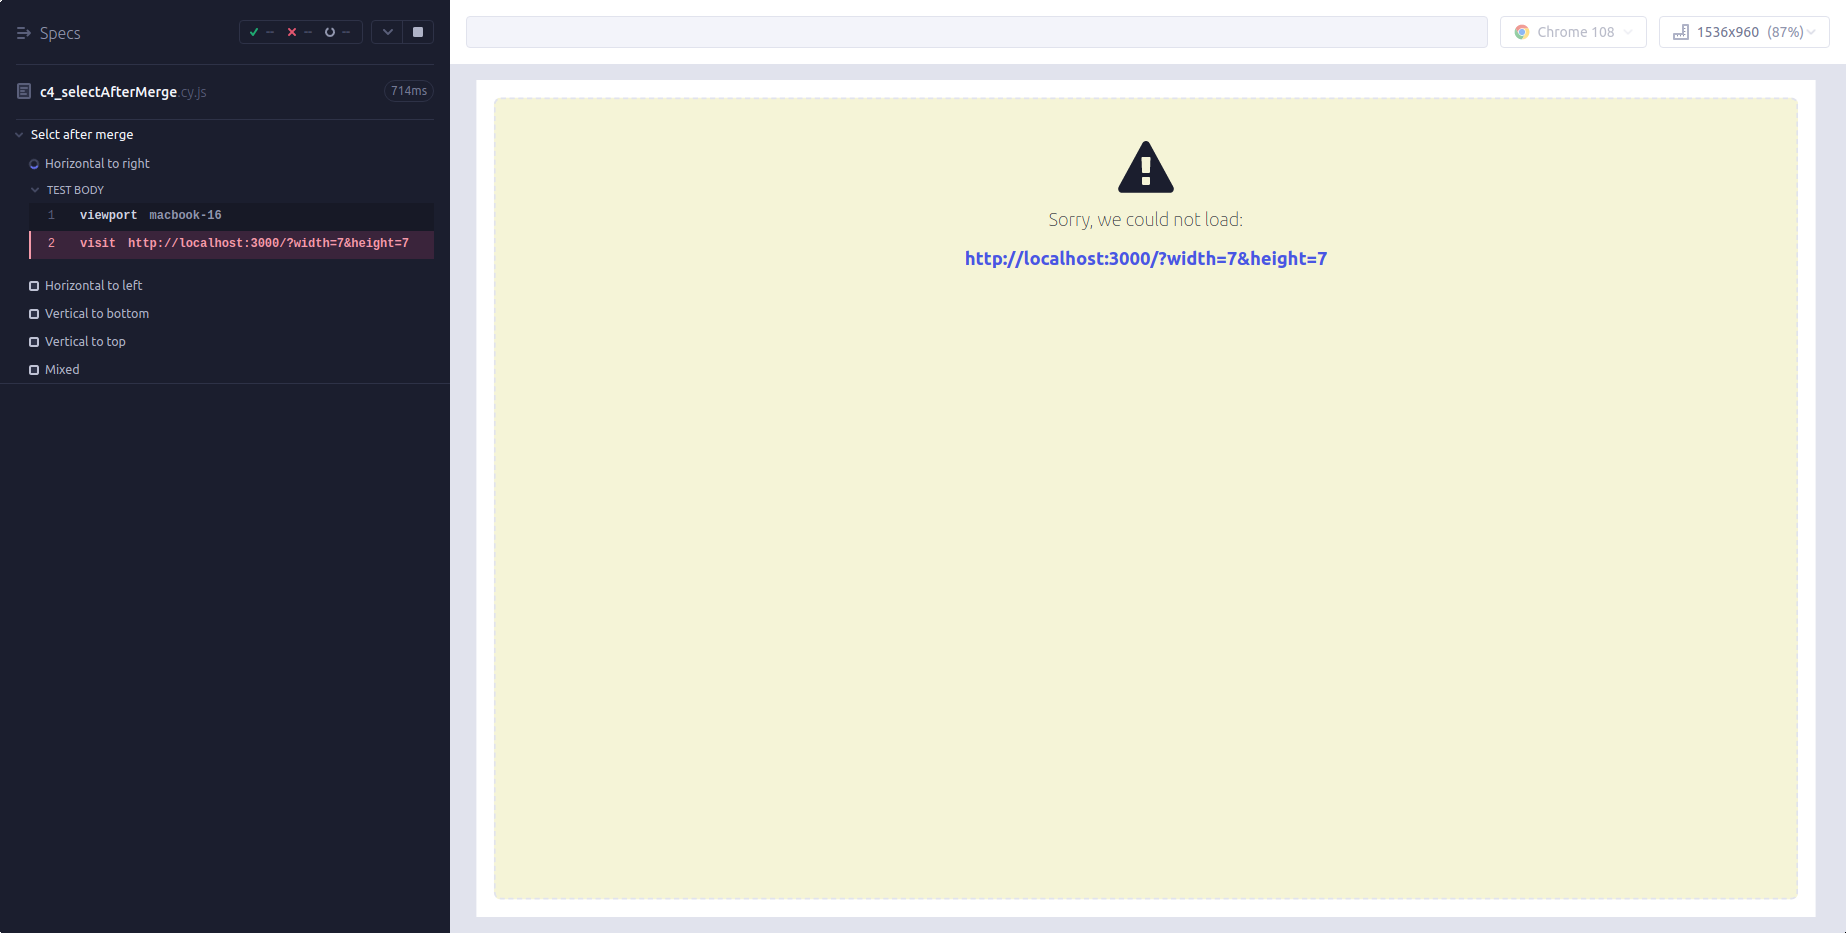 Specs
c4_selectAfterMerge.cy.js
714ms
Selct after merge
Horizontal to right
TEST BODY
1 viewport macbook-16
2 visit http://localhost:3000/?width=7&height=7
Horizontal to left
Vertical to bottom
Vertical to top
Mixed
Chrome 108
1536x960 (87%)
Sorry, we could not load:
http://localhost:3000/?width=7&height=7